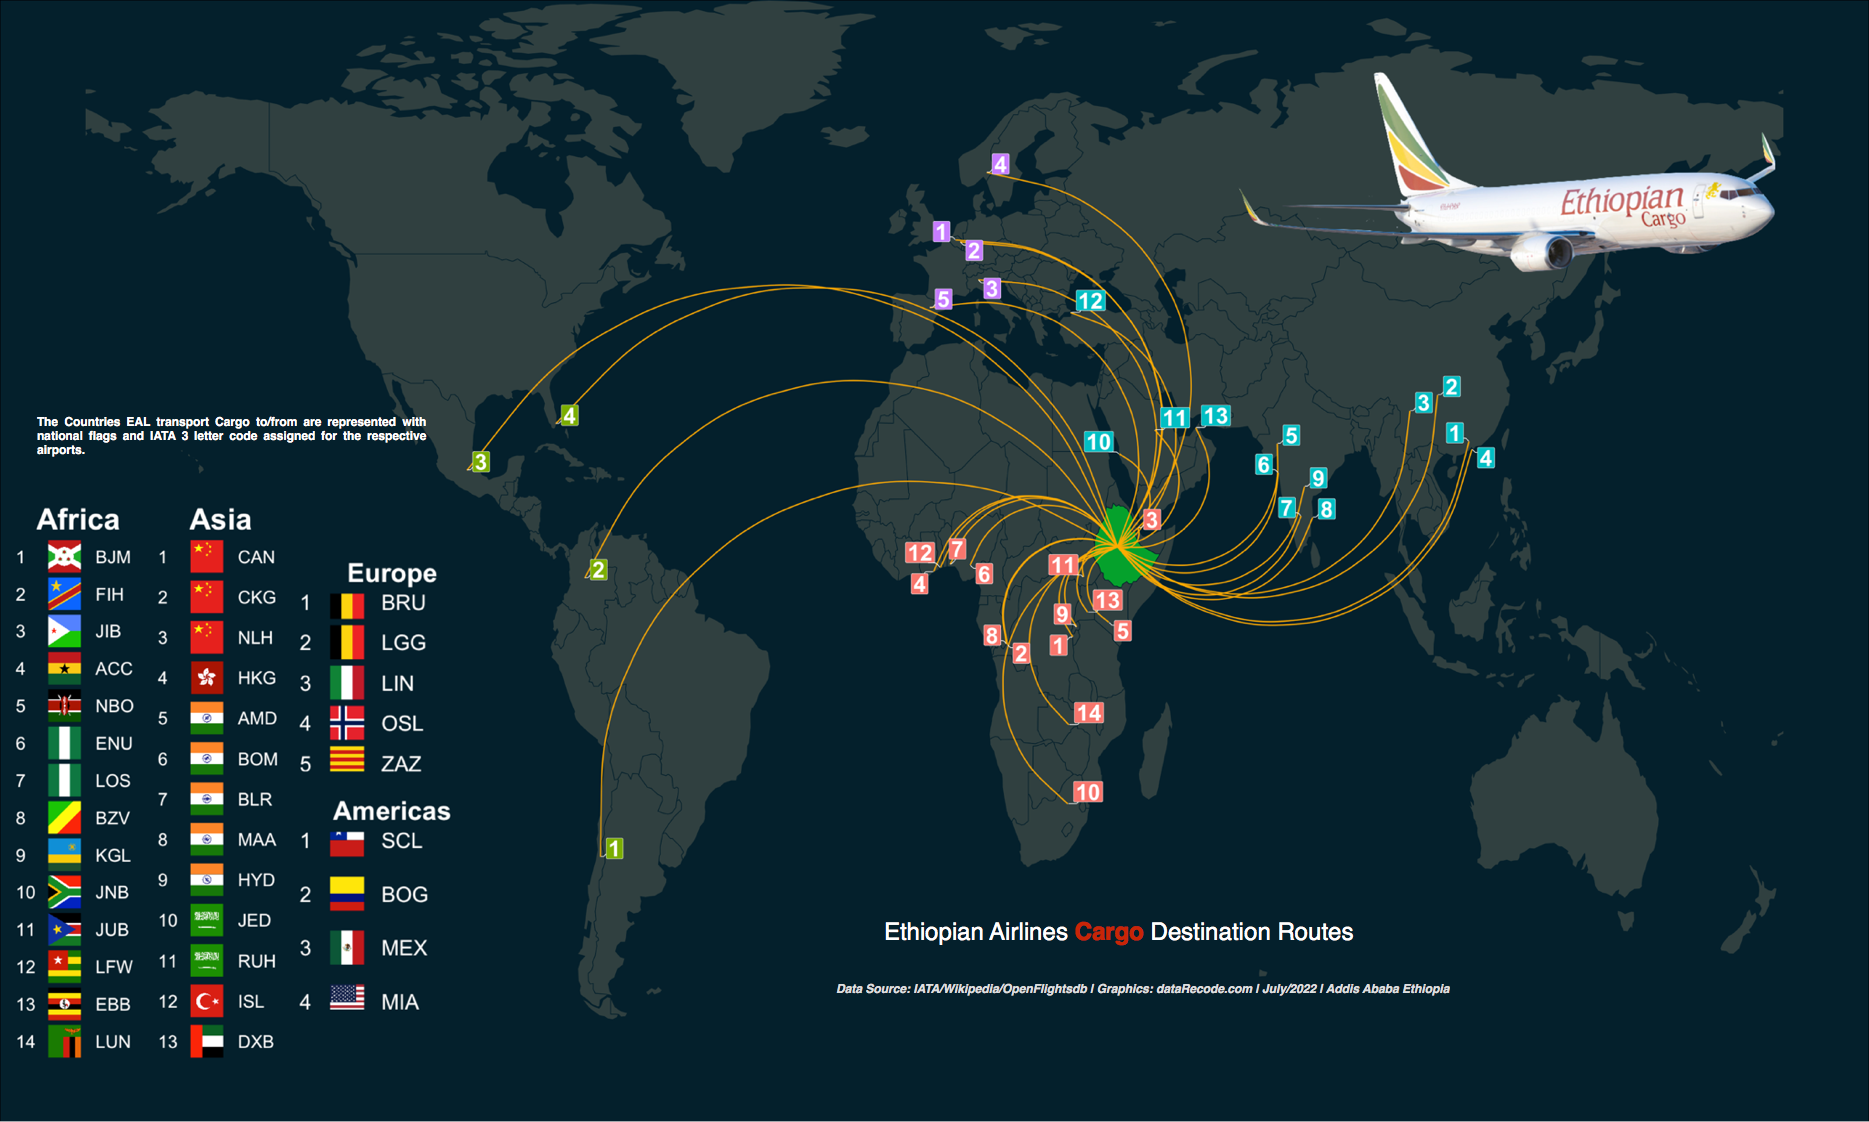 4
1
2
3
5
12
Ethiopian
Cargo
2
3
4
11
13
10
5
1
6
4
9
7
8
3
The Countries EAL transport Cargo to/from are represented with
national flags and IATA 3 letter code assigned for the respective
airports.
3
2
12
7
4
6
11
13
9
5
8
1
2
14
10
1
Africa
1 BJM
2 FIH
3 JIB
4 ACC
5 NBO
6 ENU
7 LOS
8 BZV
9 KGL
10 JNB
11 JUB
12 LFW
13 EBB
14 LUN
Asia
1 CAN
2 CKG
3 NLH
4 HKG
5 AMD
6 BOM
7 BLR
8 MAA
9 HYD
10 JED
11 RUH
12 ISL
13 DXB
Europe
1 BRU
2 LGG
3 LIN
4 OSL
5 ZAZ
Americas
1 SCL
2 BOG
3 MEX
4 MIA
Ethiopian Airlines Cargo Destination Routes
Data Source: IATA/Wikipedia/OpenFlightsdb | Graphics: dataRecode.com | July/2022 | Addis Ababa Ethiopia